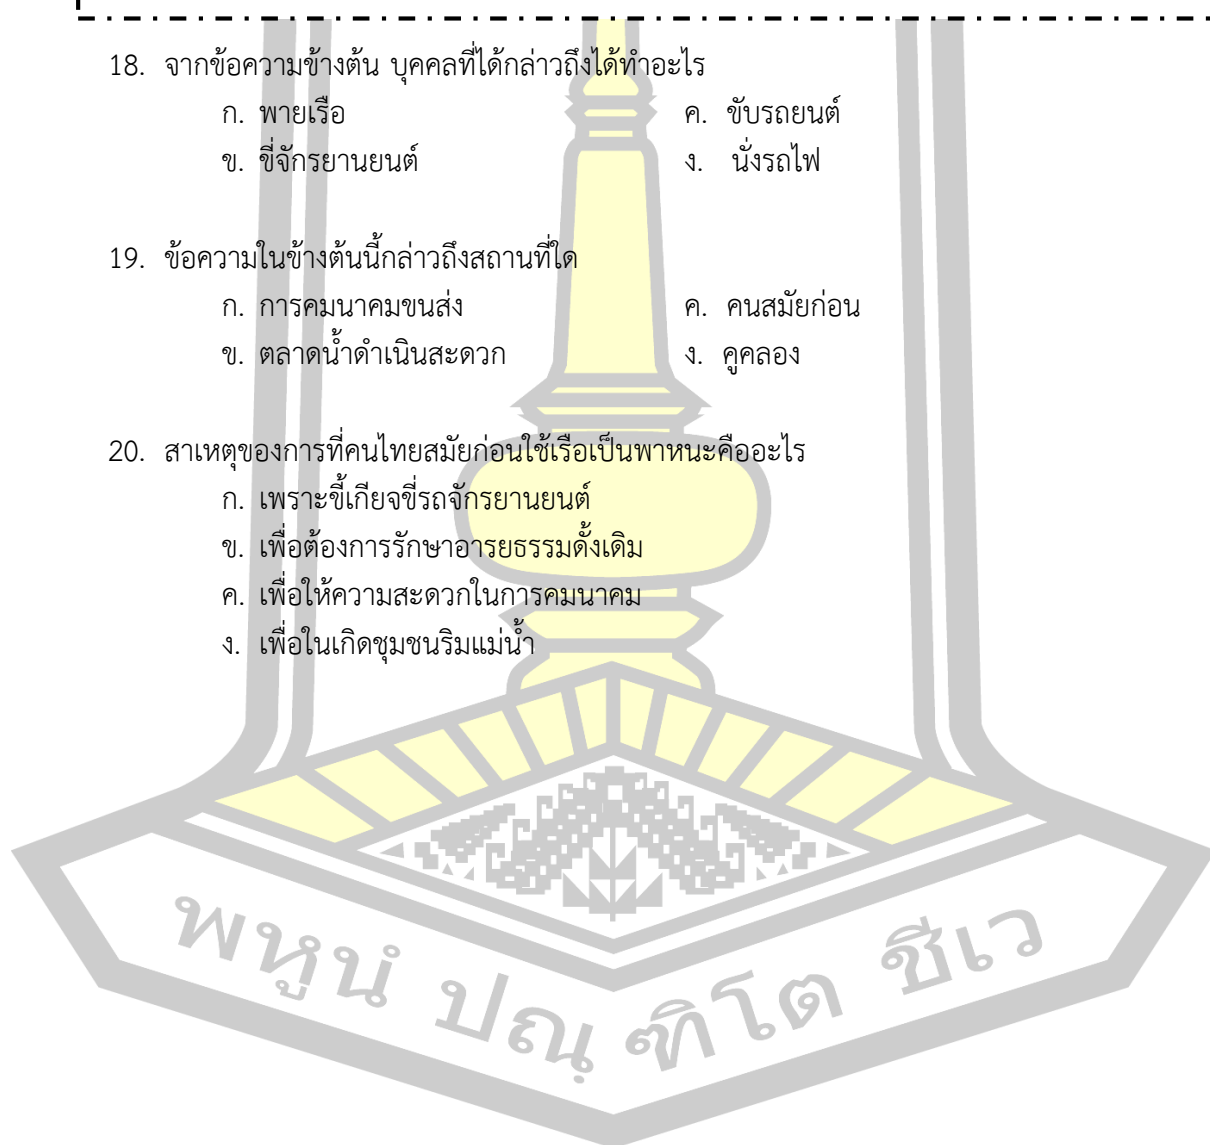 18. จากข้อความข้างต้น บุคคลที่ได้กล่าวถึงได้ทำอะไร
ก. พายเรือ ค. ขับรถยนต์
ข. ขี่จักรยานยนต์ ง. นั่งรถไฟ
19. ข้อความในข้างต้นนี้กล่าวถึงสถานที่ใด
ก. การคมนาคมขนส่ง ค. คนสมัยก่อน
ข. ตลาดน้ำดำเนินสะดวก ง. คูคลอง
20. สาเหตุของการที่คนไทยสมัยก่อนใช้เรือเป็นพาหนะคืออะไร
ก. เพราะขี้เกียจขี่รถจักรยานยนต์
ข. เพื่อต้องการรักษาอารยธรรมดั้งเดิม
ค. เพื่อให้ความสะดวกในการคมนาคม
ง. เพื่อในเกิดชุมชนริมแม่น้ำ
พหูนํ ปณฺ ฑิโต ชีเว